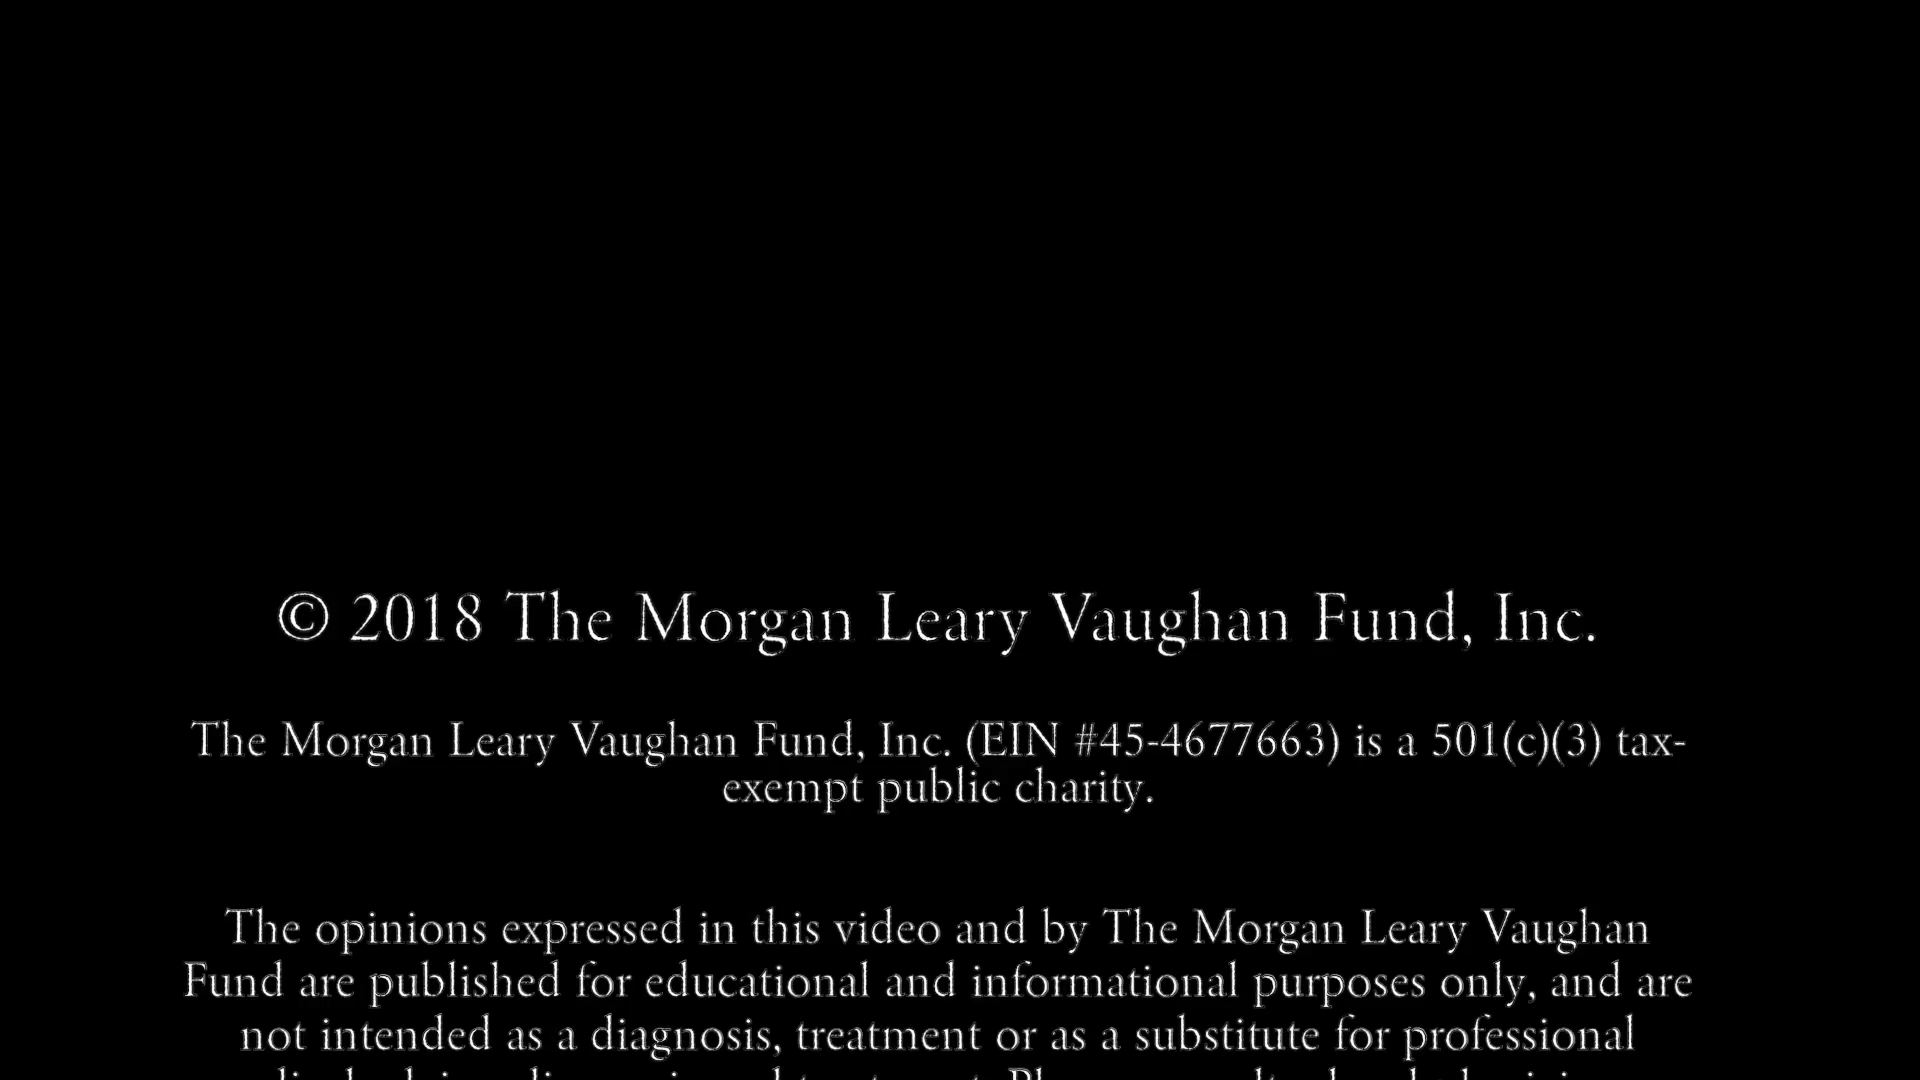 © 2018 The Morgan Leary Vaughan Fund, Inc.
The Morgan Leary Vaughan Fund, Inc. (EIN #45-4677663) is a 501(c)(3) tax-
exempt public charity.
The opinions expressed in this video and by The Morgan Leary Vaughan
Fund are published for educational and informational purposes only, and are
not intended as a diagnosis, treatment or as a substitute for professional